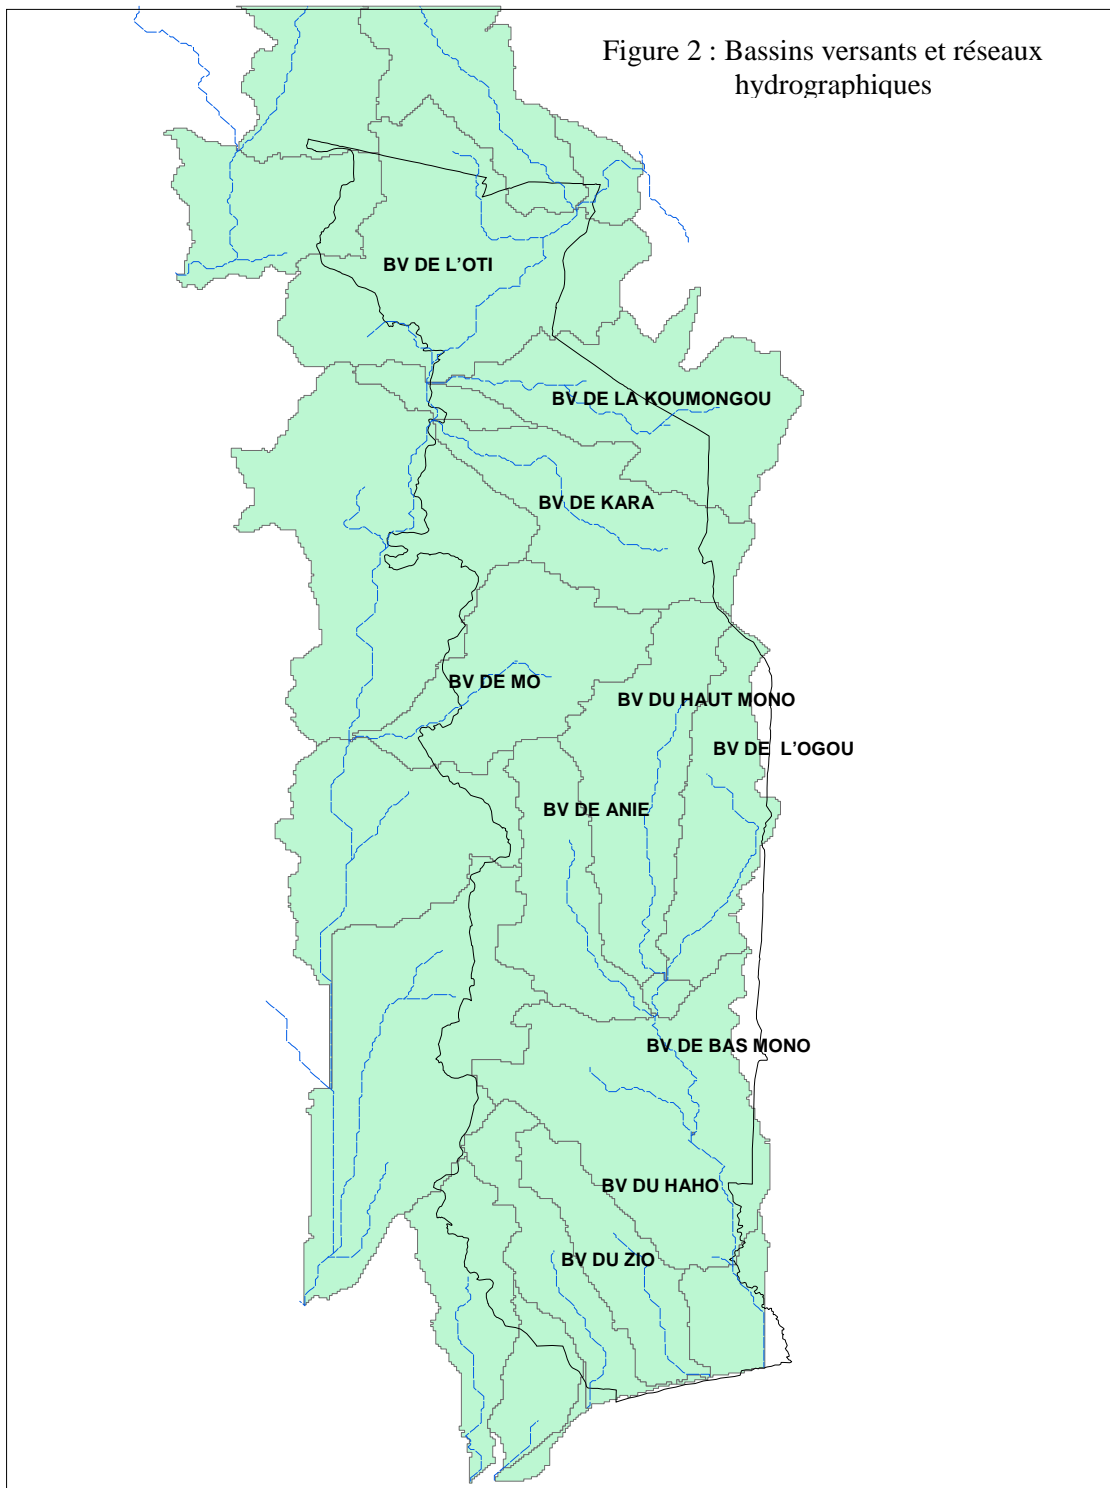 Figure 2 : Bassins versants et réseaux
hydrographiques
BV DE L'OTI
BV DE LA KOUMONGOU
BV DE KARA
BV DE MO
BV DU HAUT MONO
BV DE L'OGOU
BV DE ANIE
BV DE BAS MONO
BV DU HAHO
BV DU ZIO